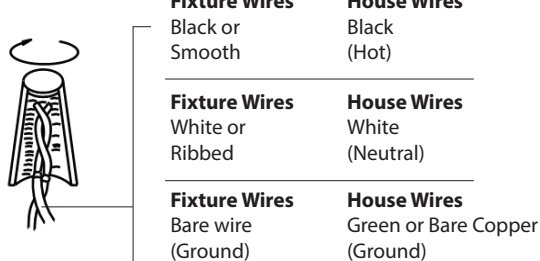 Fixture Wires House Wires
Black or Black
Smooth (Hot)
Fixture Wires House Wires
White or White
Ribbed (Neutral)
Fixture Wires House Wires
Bare wire Green or Bare Copper
(Ground) (Ground)